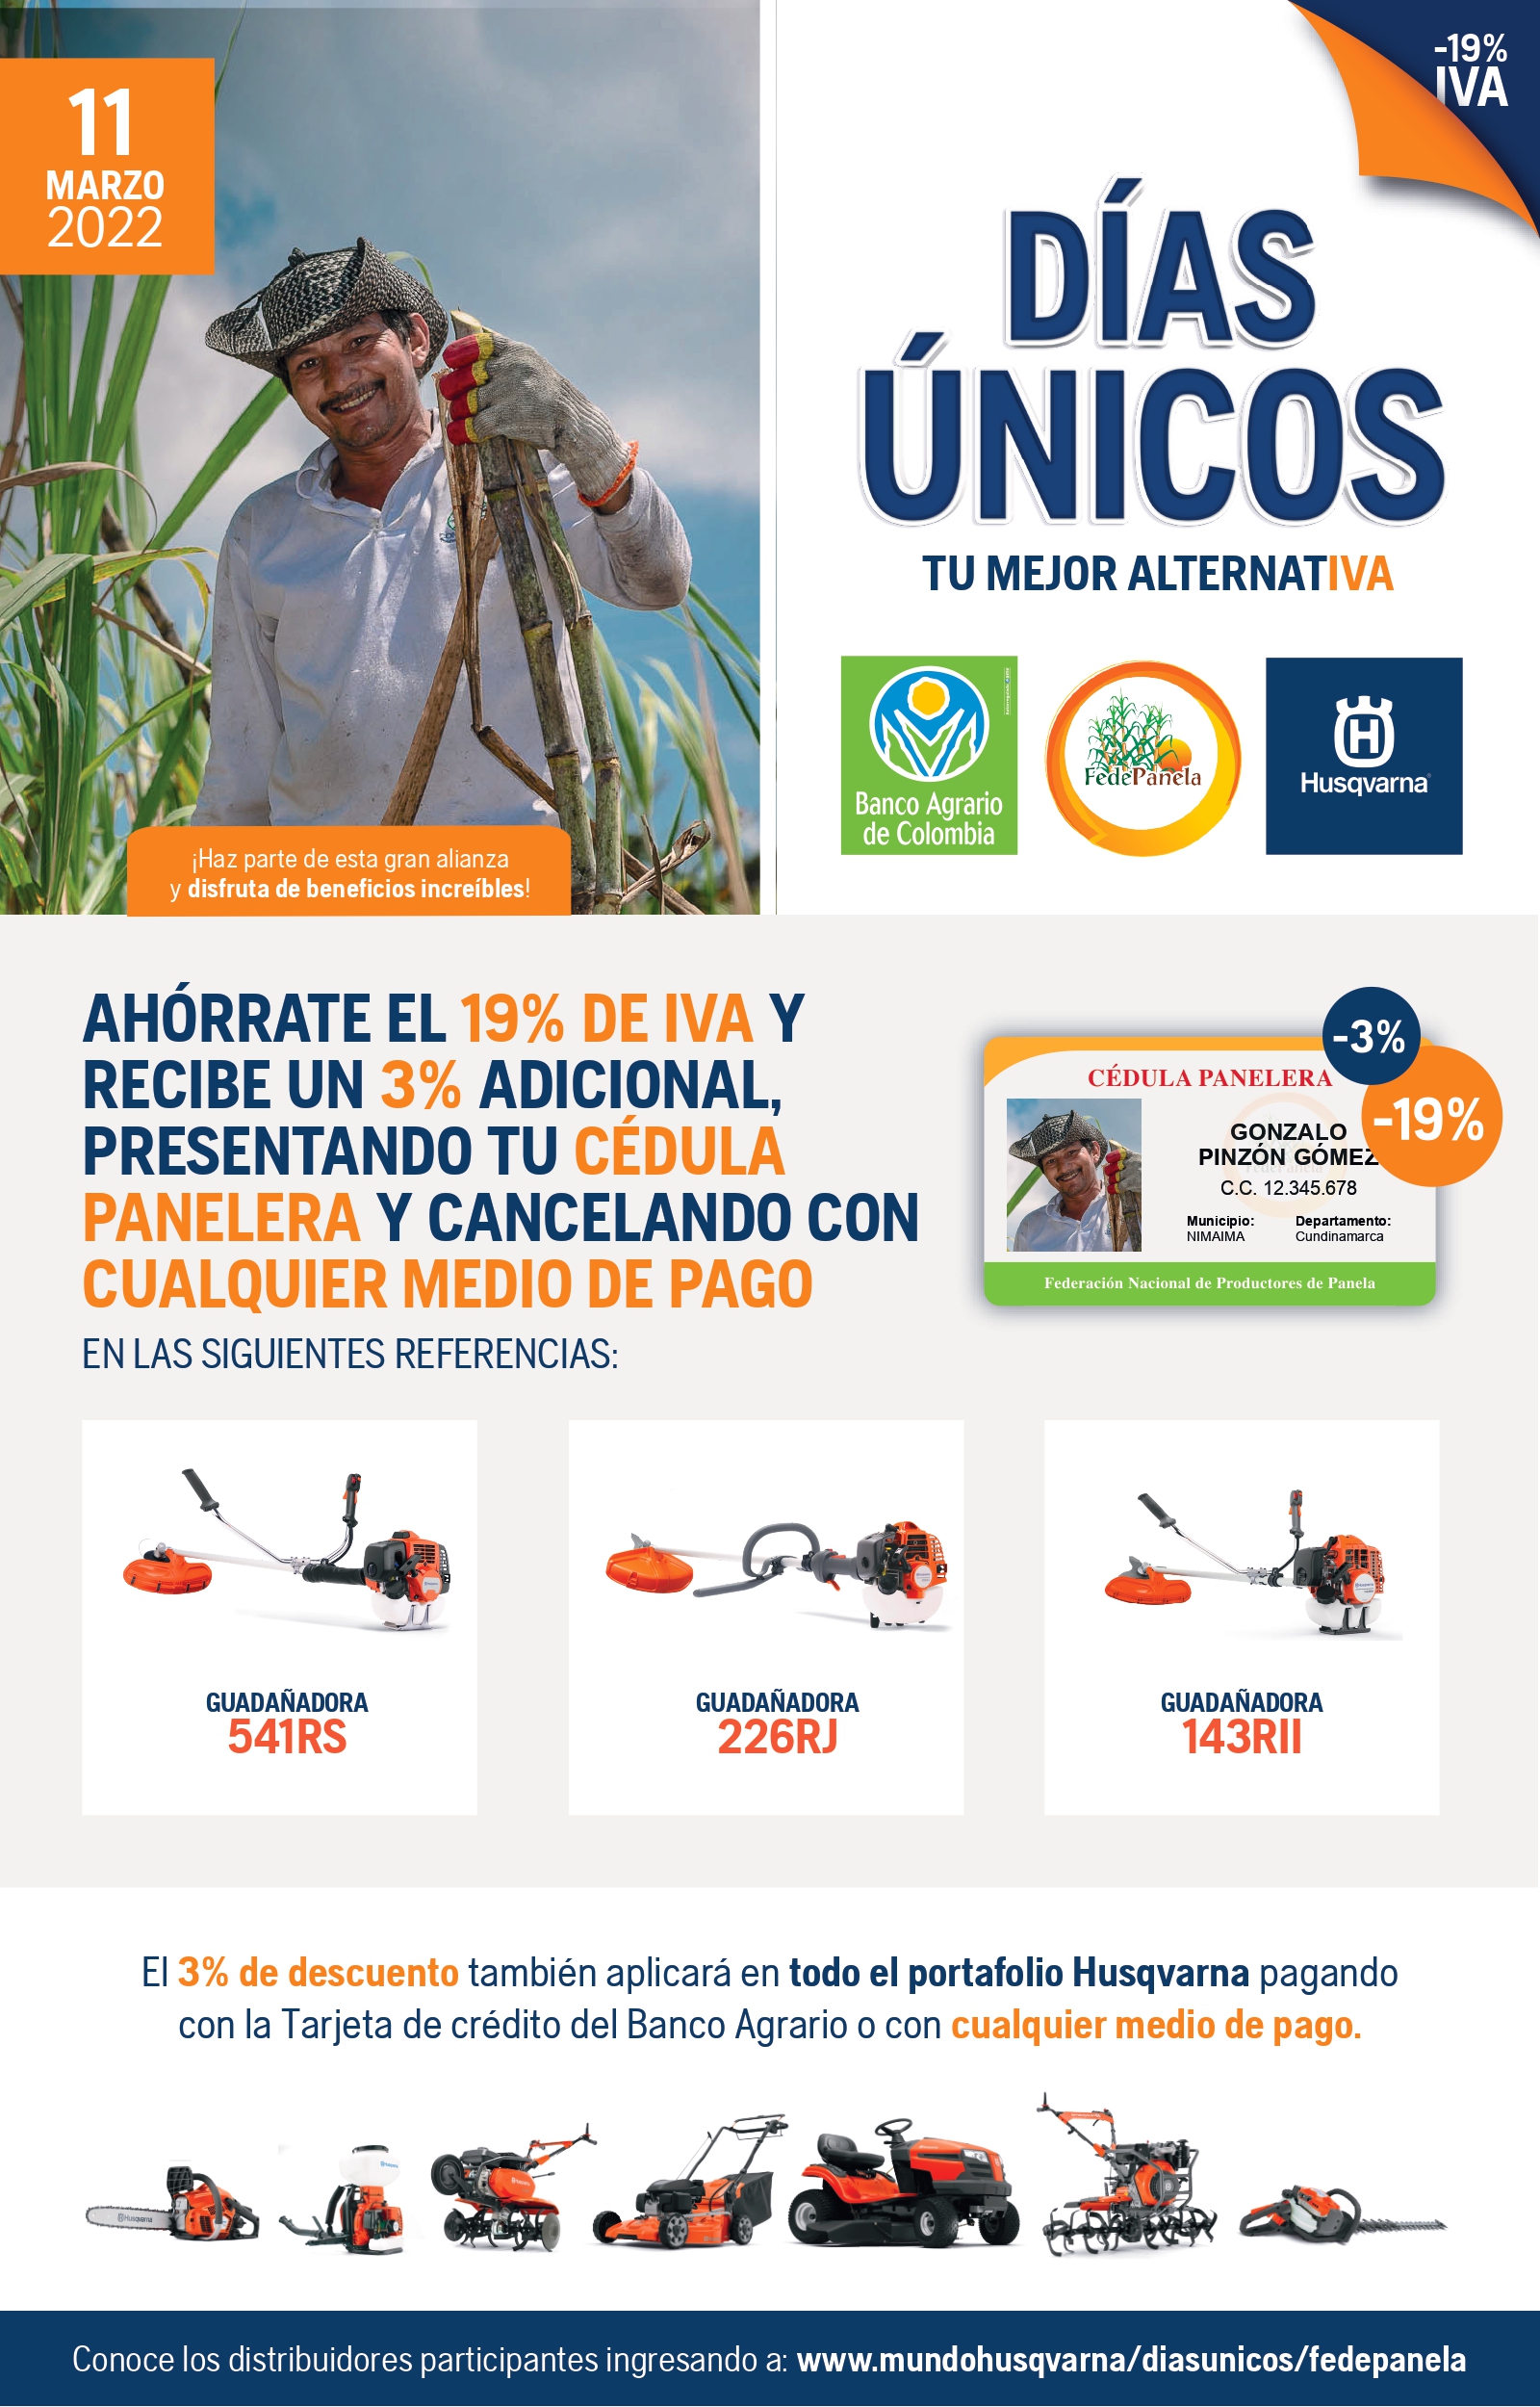 11
MARZO
2022
-19%
IVA
DÍAS
ÚNICOS
TU MEJOR ALTERNATIVA
Banco Agrario
de Colombia
FedePanela
H
Husqvarna
¡Haz parte de esta gran alianza
y disfruta de beneficios increíbles!
AHÓRRATE EL 19% DE IVA Y
RECIBE UN 3% ADICIONAL,
PRESENTANDO TU CÉDULA
PANELERA Y CANCELANDO CON
CUALQUIER MEDIO DE PAGO
EN LAS SIGUIENTES REFERENCIAS:
-3%
-19%
CÉDULA PANELERA
GONZALO
PINZÓN GÓMEZ
C.C. 12.345.678
Municipio: Departamento:
NIMAIMA Cundinamarca
Federación Nacional de Productores de Panela
GUADAÑADORA
541RS
GUADAÑADORA
226RJ
GUADAÑADORA
143RII
El 3% de descuento también aplicará en todo el portafolio Husqvarna pagando
con la Tarjeta de crédito del Banco Agrario o con cualquier medio de pago.
Husqvarna
Conoce los distribuidores participantes ingresando a: www.mundohusqvarna/diasunicos/fedepanela